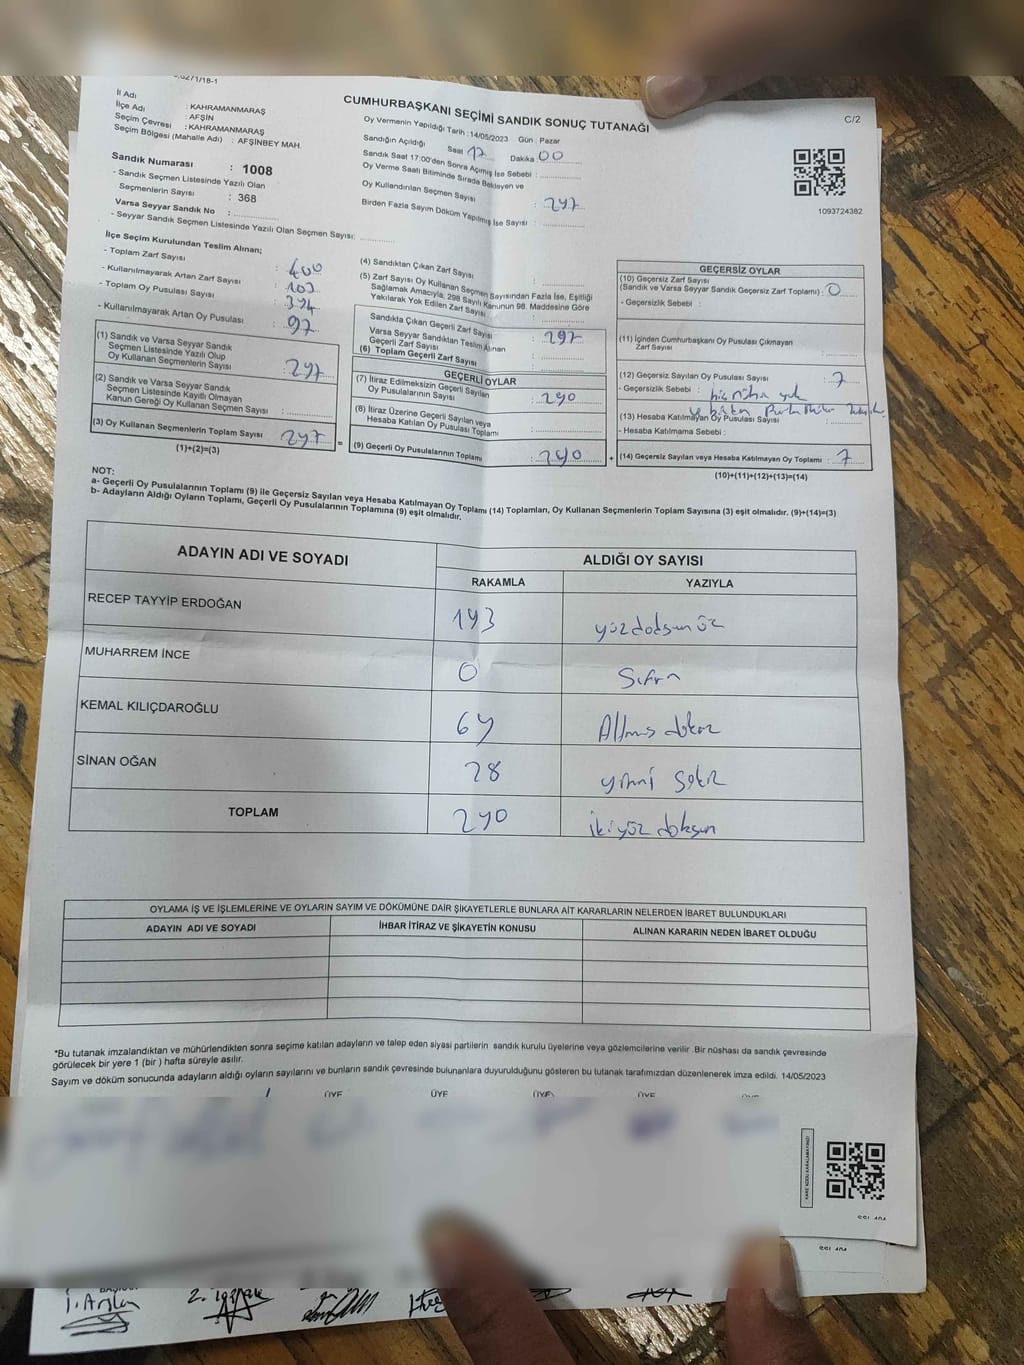 CUMHURBAŞKANI SEÇİMİ SANDIK SONUÇ TUTANAĞI
C/2
İl Adı : KAHRAMANMARAŞ
İlçe Adı : AFŞİN
Seçim Çevresi : KAHRAMANMARAŞ
Seçim Bölgesi (Mahalle Adı) : AFŞİNBEY MAH.
Sandık Numarası : 1008
- Sandık Seçmen Listesinde Yazılı Olan
Seçmenlerin Sayısı : 368
Varsa Seyyar Sandık No :
- Seyyar Sandık Seçmen Listesinde Yazılı Olan Seçmen Sayısı:
Oy Vermenin Yapıldığı Tarih :14/05/2023 Gün : Pazar
Sandığın Açıldığı Saat 17 Dakika 00
Sandık Saat 17:00'den Sonra Açılmış İse Sebebi :
Oy Verme Saati Bitiminde Sırada Bekleyen ve
Oy Kullandırılan Seçmen Sayısı : 297
Birden Fazla Sayım Döküm Yapılmış İse Sayısı :
1093724382
İlçe Seçim Kurulundan Teslim Alınan;
- Toplam Zarf Sayısı : 400
- Kullanılmayarak Artan Zarf Sayısı : 103
- Toplam Oy Pusulası Sayısı : 394
- Kullanılmayarak Artan Oy Pusulası : 97
(1) Sandık ve Varsa Seyyar Sandık
Seçmen Listesinde Yazılı Olup
Oy Kullanan Seçmenlerin Sayısı : 297
(2) Sandık ve Varsa Seyyar Sandık
Seçmen Listesinde Kayıtlı Olmayan
Kanun Gereği Oy Kullanan Seçmen Sayısı :
(3) Oy Kullanan Seçmenlerin Toplam Sayısı : 297
(1)+(2)=(3)
(4) Sandıktan Çıkan Zarf Sayısı :
(5) Zarf Sayısı Oy Kullanan Seçmen Sayısından Fazla İse, Eşitliği
Sağlamak Amacıyla, 298 Sayılı Kanunun 98. Maddesine Göre
Yakılarak Yok Edilen Zarf Sayısı :
Sandıkta Çıkan Geçerli Zarf Sayısı : 297
Varsa Seyyar Sandıktan Teslim Alınan
Geçerli Zarf Sayısı :
(6) Toplam Geçerli Zarf Sayısı :
GEÇERLİ OYLAR
(7) İtiraz Edilmeksizin Geçerli Sayılan
Oy Pusulalarının Sayısı : 290
(8) İtiraz Üzerine Geçerli Sayılan veya
Hesaba Katılan Oy Pusulası Toplamı :
(9) Geçerli Oy Pusulalarının Toplamı : 290
GEÇERSİZ OYLAR
(10) Geçersiz Zarf Sayısı
(Sandık ve Varsa Seyyar Sandık Geçersiz Zarf Toplamı) : 0
- Geçersizlik Sebebi :
(11) İçinden Cumhurbaşkanı Oy Pusulası Çıkmayan
Zarf Sayısı :
(12) Geçersiz Sayılan Oy Pusulası Sayısı : 7
- Geçersizlik Sebebi :
(13) Hesaba Katılmayan Oy Pusulası Sayısı :
- Hesaba Katılmama Sebebi :
(14) Geçersiz Sayılan veya Hesaba Katılmayan Oy Toplamı : 7
(10)+(11)+(12)+(13)=(14)
NOT:
a- Geçerli Oy Pusulalarının Toplamı (9) ile Geçersiz Sayılan veya Hesaba Katılmayan Oy Toplamı (14) Toplamları, Oy Kullanan Seçmenlerin Toplam Sayısına (3) eşit olmalıdır. (9)+(14)=(3)
b- Adayların Aldığı Oyların Toplamı, Geçerli Oy Pusulalarının Toplamına (9) eşit olmalıdır.
ADAYIN ADI VE SOYADI ALDIĞI OY SAYISI
RAKAMLA YAZIYLA
RECEP TAYYİP ERDOĞAN 193 yüzdoksanüç
MUHARREM İNCE 0 Sıfır
KEMAL KILIÇDAROĞLU 69 Altmış dokuz
SİNAN OĞAN 28 yirmi sekiz
TOPLAM 290 ikiyüz doksan
OYLAMA İŞ VE İŞLEMLERİNE VE OYLARIN SAYIM VE DÖKÜMÜNE DAİR ŞİKAYETLERLE BUNLARA AİT KARARLARIN NELERDEN İBARET BULUNDUKLARI
ADAYIN ADI VE SOYADI İHBAR İTİRAZ VE ŞİKAYETİN KONUSU ALINAN KARARIN NEDEN İBARET OLDUĞU
*Bu tutanak imzalandıktan ve mühürlendikten sonra seçime katılan adayların ve talep eden siyasi partilerin sandık kurulu üyelerine veya gözlemcilerine verilir .Bir nüshası da sandık çevresinde
görülecek bir yere 1 (bir ) hafta süreyle asılır.
Sayım ve döküm sonucunda adayların aldığı oyların sayılarını ve bunların sandık çevresinde bulunanlara duyurulduğunu gösteren bu tutanak tarafımızdan düzenlenerek imza edildi. 14/05/2023
ÜYE ÜYE ÜYE ÜYE
KARE KODU KARALAMAYINIZ!